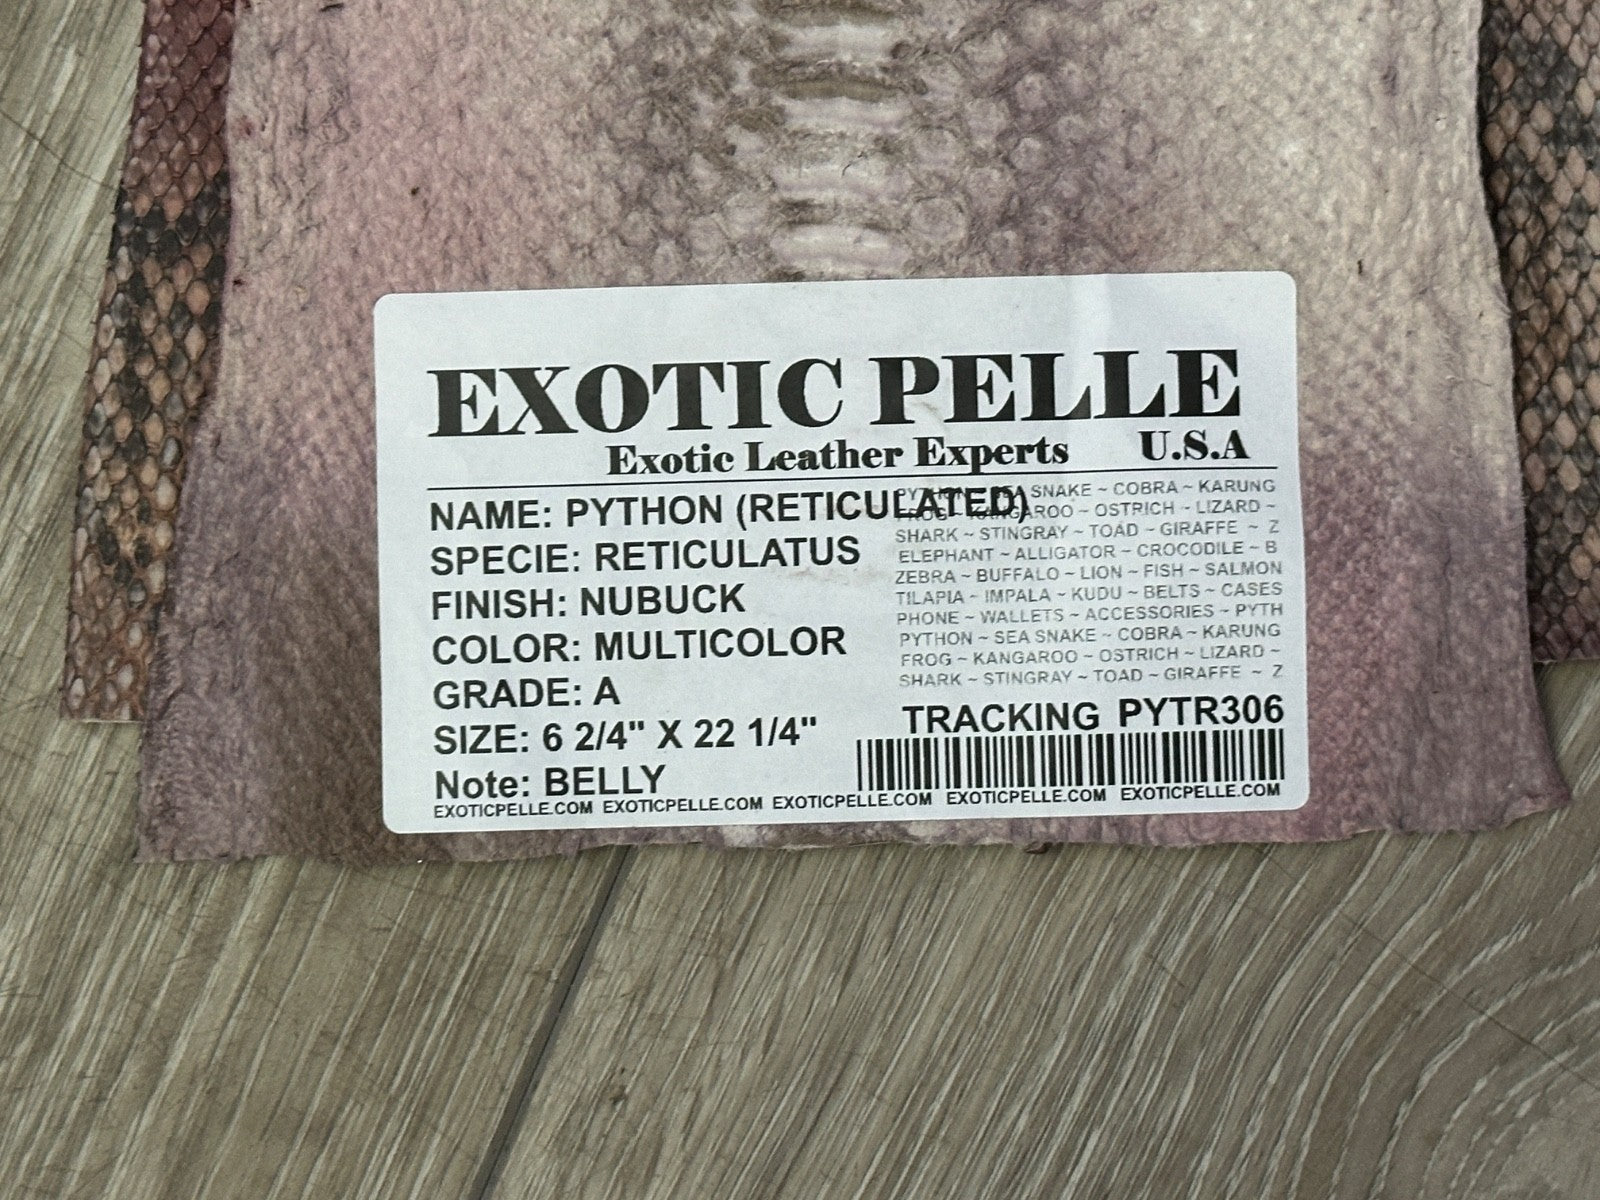 EXOTIC PELLE
Exotic Leather Experts U.S.A
NAME: PYTHON (RETICULATED)
SPECIE: RETICULATUS
FINISH: NUBUCK
COLOR: MULTICOLOR
GRADE: A
SIZE: 6 2/4" X 22 1/4"
Note: BELLY
PYTHON ~ SEA SNAKE ~ COBRA ~ KARUNG
FROG ~ KANGAROO ~ OSTRICH ~ LIZARD ~
SHARK ~ STINGRAY ~ TOAD ~ GIRAFFE ~ Z
ELEPHANT ~ ALLIGATOR ~ CROCODILE ~ B
ZEBRA ~ BUFFALO ~ LION ~ FISH ~ SALMON
TILAPIA ~ IMPALA ~ KUDU ~ BELTS ~ CASES
PHONE ~ WALLETS ~ ACCESSORIES ~ PYTH
PYTHON ~ SEA SNAKE ~ COBRA ~ KARUNG
FROG ~ KANGAROO ~ OSTRICH ~ LIZARD ~
SHARK ~ STINGRAY ~ TOAD ~ GIRAFFE ~ Z
TRACKING PYTR306
EXOTICPELLE.COM EXOTICPELLE.COM EXOTICPELLE.COM EXOTICPELLE.COM EXOTICPELLE.COM